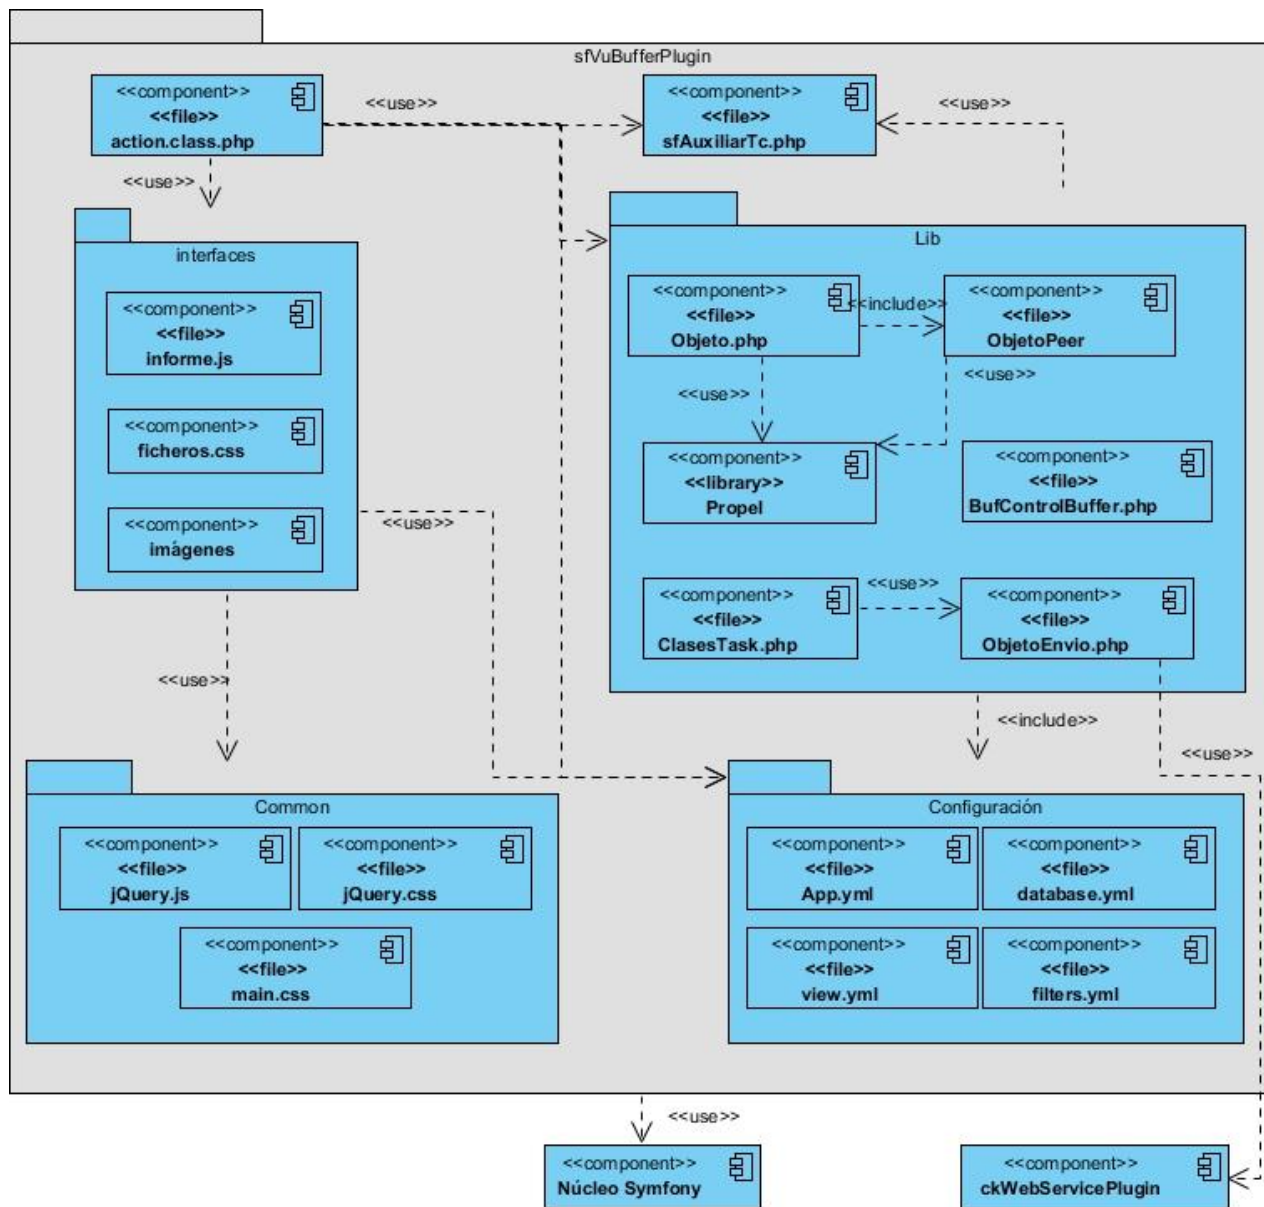 sfVuBufferPlugin
<<component>>
<<file>>
action.class.php
<<use>>
<<component>>
<<file>>
sfAuxiliarTc.php
<<use>>
<<use>>
interfaces
<<component>>
<<file>>
informe.js
<<component>>
ficheros.css
<<component>>
imágenes
<<use>>
<<use>>
Lib
<<component>>
<<file>>
Objeto.php
<<include>>
<<component>>
<<file>>
ObjetoPeer
<<use>>
<<use>>
<<component>>
<<library>>
Propel
<<component>>
<<file>>
BufControlBuffer.php
<<component>>
<<file>>
ClasesTask.php
<<use>>
<<component>>
<<file>>
ObjetoEnvio.php
<<include>>
<<use>>
Common
<<component>>
<<file>>
jQuery.js
<<component>>
<<file>>
jQuery.css
<<component>>
<<file>>
main.css
Configuración
<<component>>
<<file>>
App.yml
<<component>>
<<file>>
database.yml
<<component>>
<<file>>
view.yml
<<component>>
<<file>>
filters.yml
<<use>>
<<component>>
Núcleo Symfony
<<component>>
ckWebServicePlugin